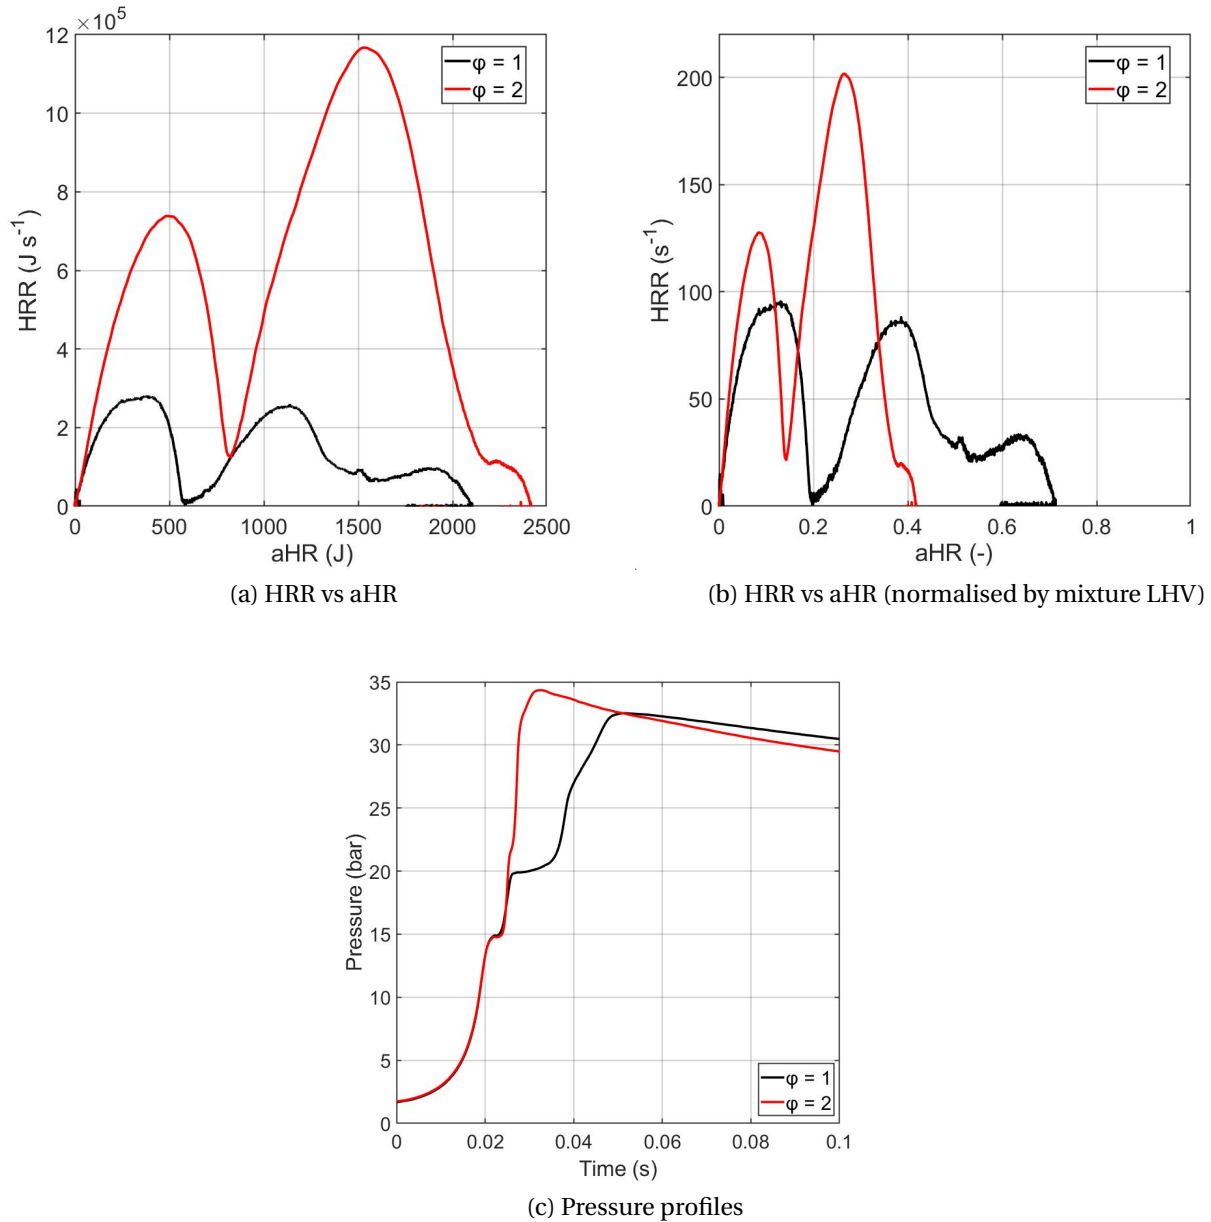 ×10⁵
12
10
8
6
4
2
0
HRR (J s⁻¹)
φ = 1
φ = 2
0 500 1000 1500 2000 2500
aHR (J)
(a) HRR vs aHR
200
150
100
50
0
HRR (s⁻¹)
φ = 1
φ = 2
0 0.2 0.4 0.6 0.8 1
aHR (-)
(b) HRR vs aHR (normalised by mixture LHV)
35
30
25
20
15
10
5
0
Pressure (bar)
φ = 1
φ = 2
0 0.02 0.04 0.06 0.08 0.1
Time (s)
(c) Pressure profiles